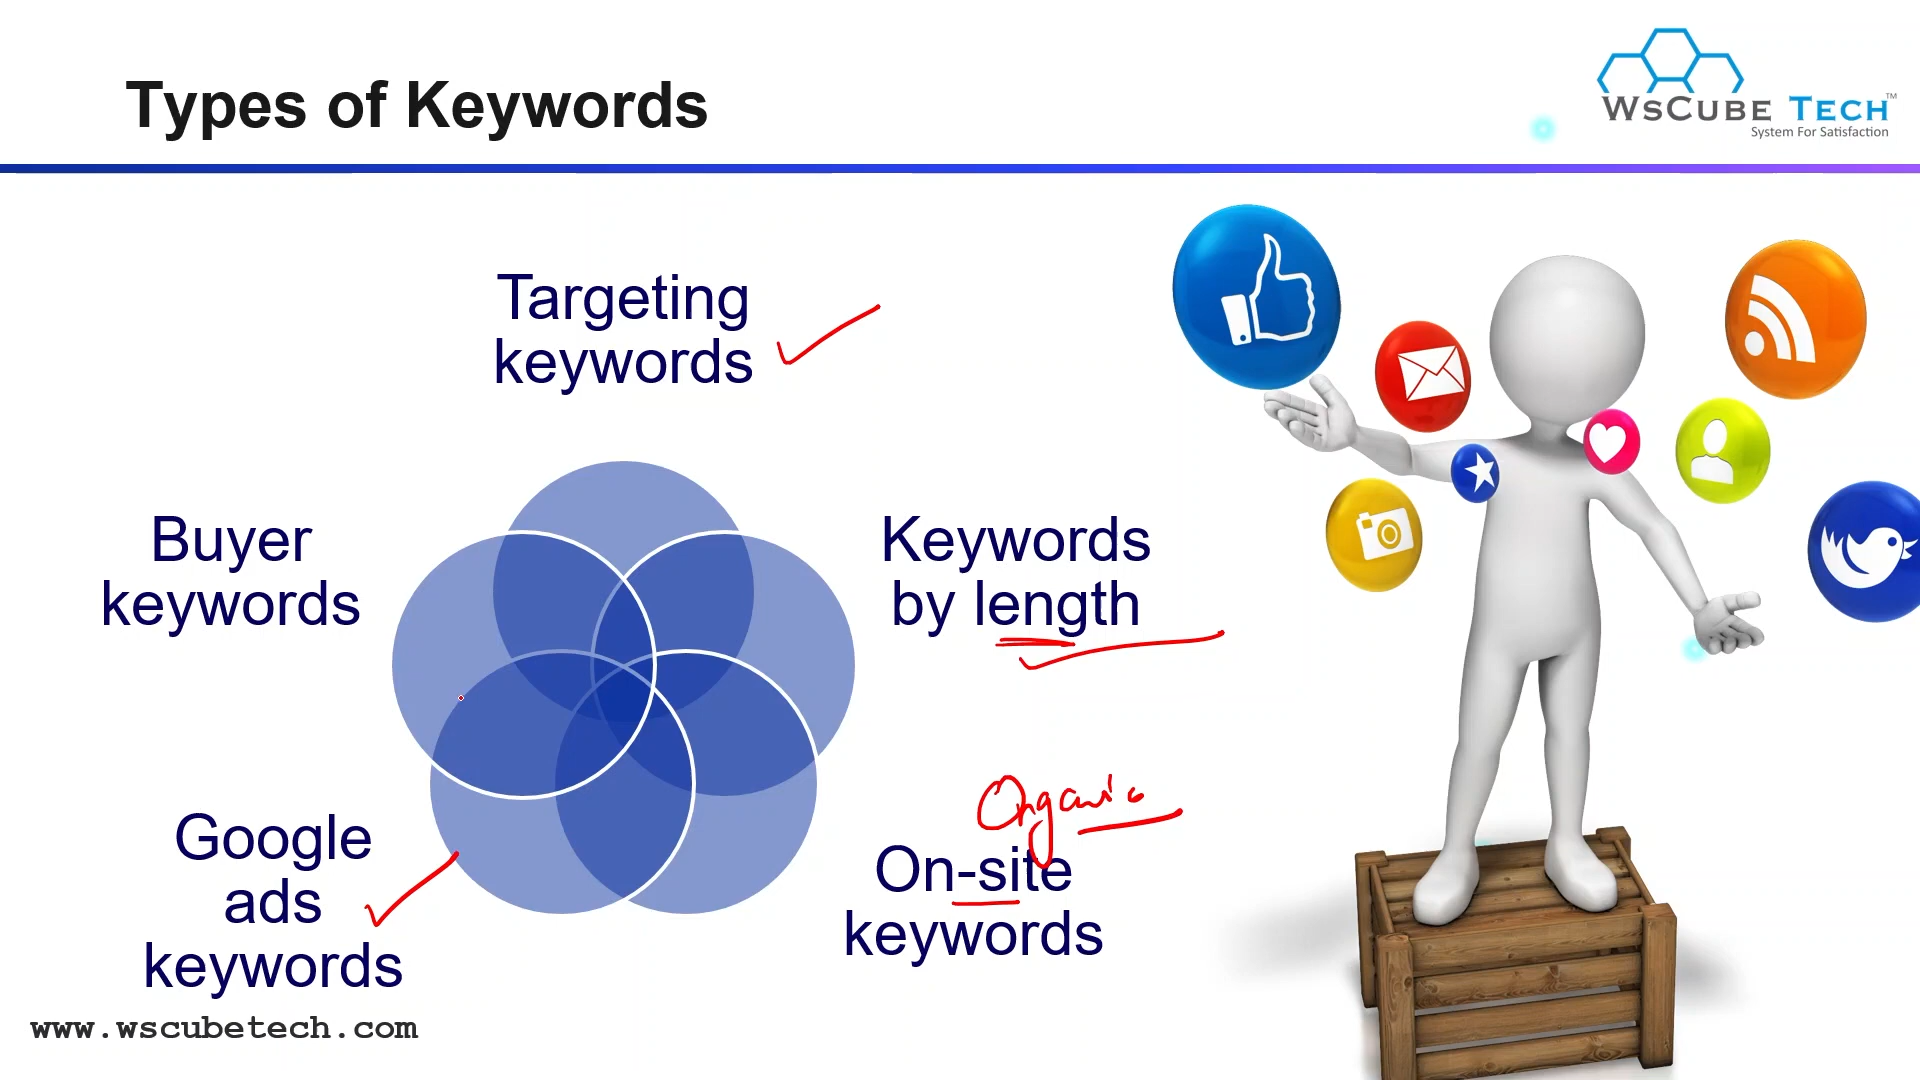 Types of Keywords
WsCube Tech™
System For Satisfaction
Targeting
keywords
Buyer
keywords
Keywords
by length
Organic
On-site
keywords
Google
ads
keywords
www.wscubetech.com